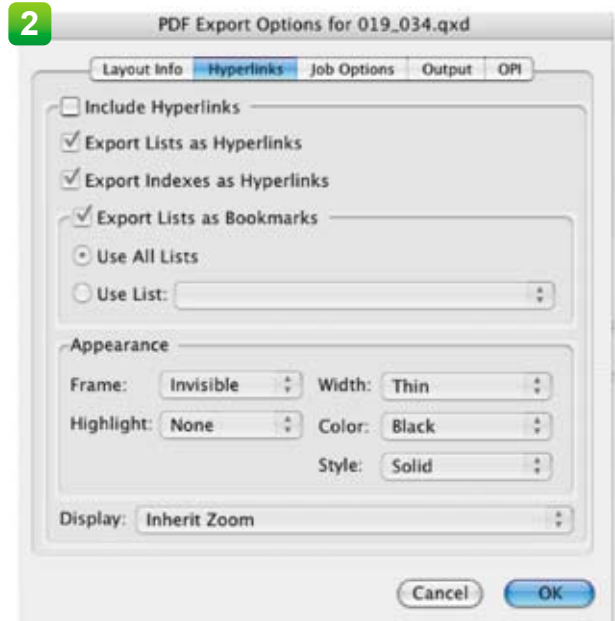 2
PDF Export Options for 019_034.qxd
Layout Info Hyperlinks Job Options Output OPI
Include Hyperlinks
Export Lists as Hyperlinks
Export Indexes as Hyperlinks
Export Lists as Bookmarks
Use All Lists
Use List:
Appearance
Frame: Invisible Width: Thin
Highlight: None Color: Black
Style: Solid
Display: Inherit Zoom
Cancel OK